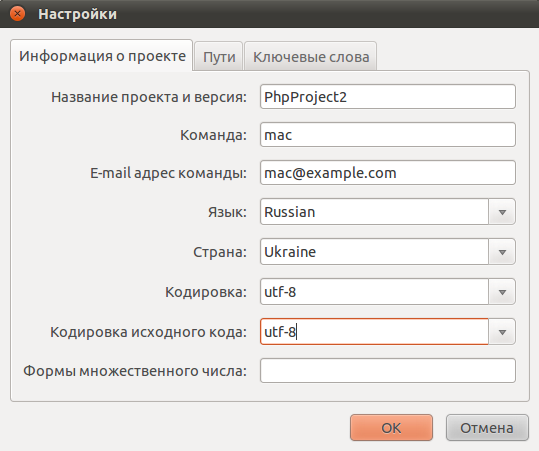 Настройки
Информация о проекте Пути Ключевые слова
Название проекта и версия: PhpProject2
Команда: mac
E-mail адрес команды: mac@example.com
Язык: Russian
Страна: Ukraine
Кодировка: utf-8
Кодировка исходного кода: utf-8
Формы множественного числа:
OK Отмена